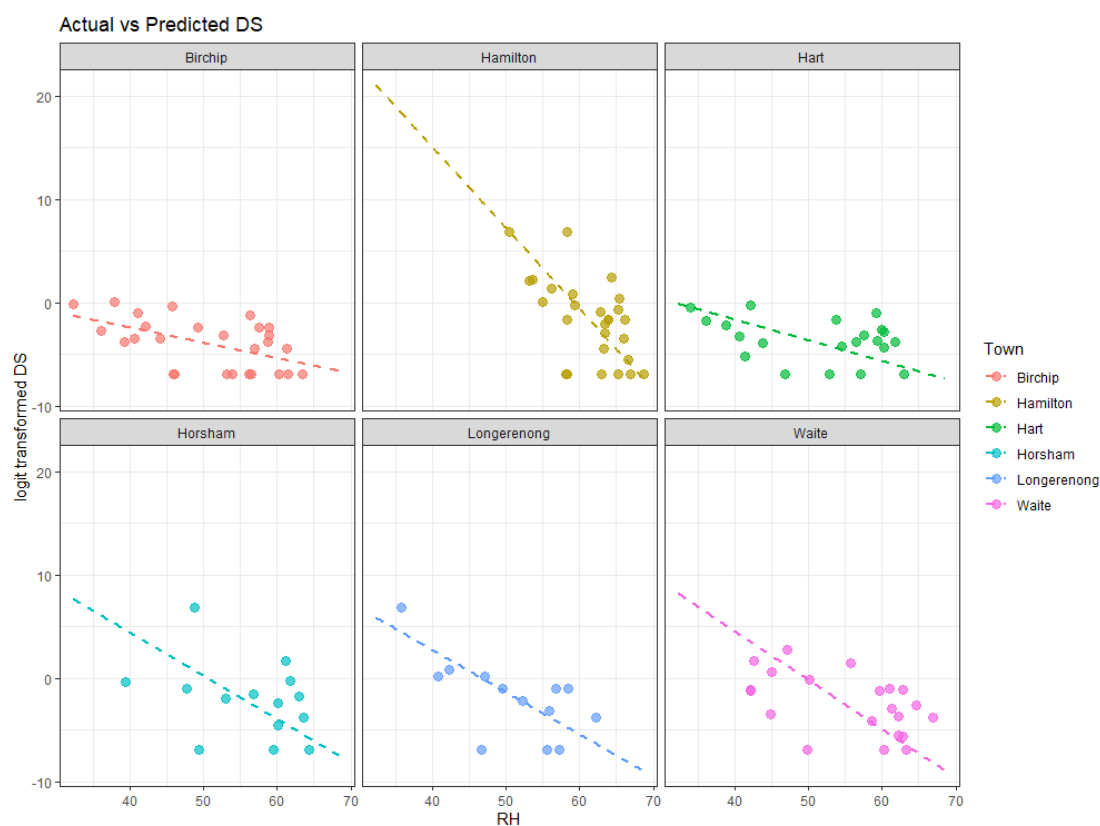 Actual vs Predicted DS
Birchip
Hamilton
Hart
20
10
0
-10
Horsham
Longerenong
Waite
20
10
0
-10
40 50 60 70
40 50 60 70
40 50 60 70
RH
logit transformed DS
Town
Birchip
Hamilton
Hart
Horsham
Longerenong
Waite